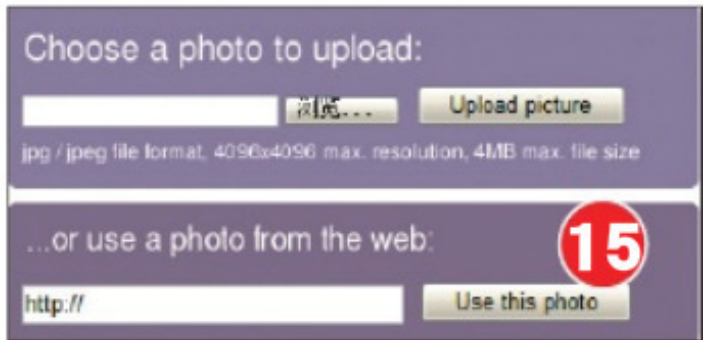 Choose a photo to upload:
浏览... Upload picture
jpg / jpeg file format, 4096x4096 max. resolution, 4MB max. file size
...or use a photo from the web:
15
http:// Use this photo